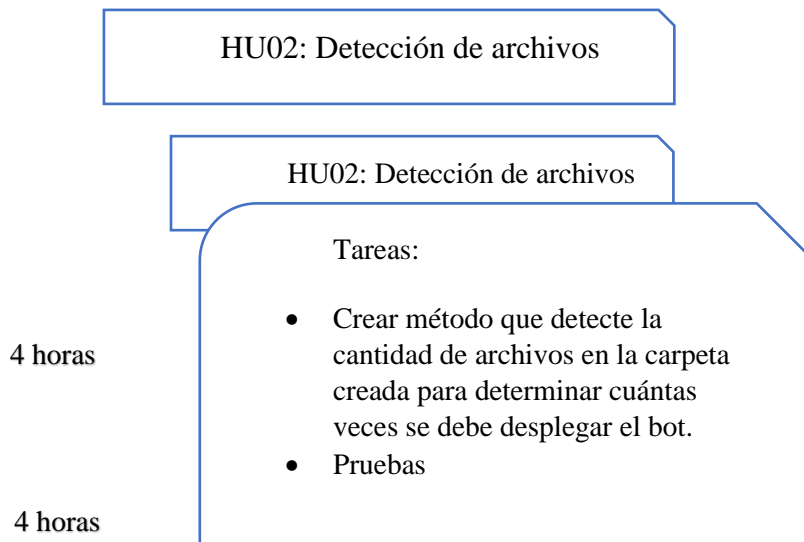 HU02: Detección de archivos
HU02: Detección de archivos
Tareas:
• Crear método que detecte la
4 horas
cantidad de archivos en la carpeta
creada para determinar cuántas
veces se debe desplegar el bot.
• Pruebas
4 horas